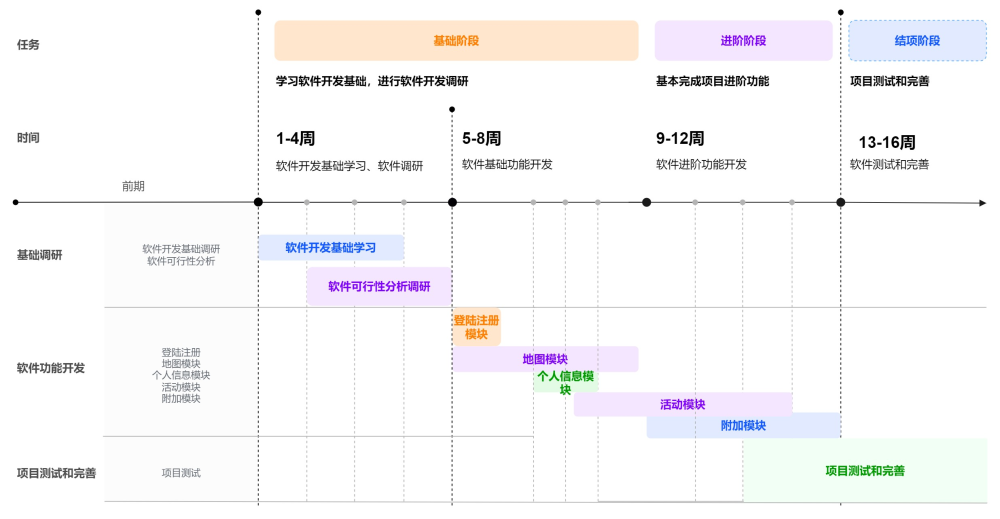 任务
基础阶段
进阶阶段
结项阶段
学习软件开发基础，进行软件开发调研
基本完成项目进阶功能
项目测试和完善
时间
1-4周
5-8周
9-12周
13-16周
软件开发基础学习、软件调研
软件基础功能开发
软件进阶功能开发
软件测试和完善
前期
基础调研
软件开发基础调研
软件可行性分析
软件开发基础学习
软件可行性分析调研
软件功能开发
登陆注册
地图模块
个人信息模块
活动模块
附加模块
登陆注册
模块
地图模块
个人信息模
块
活动模块
附加模块
项目测试和完善
项目测试
项目测试和完善